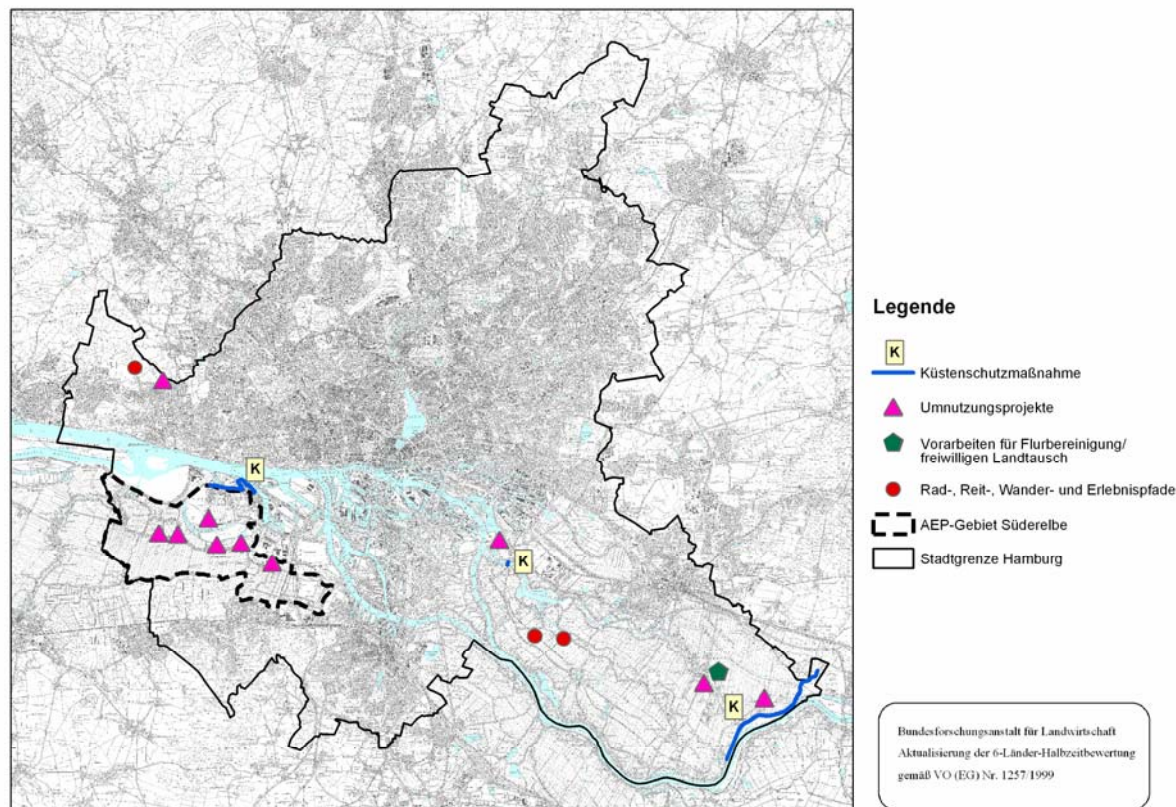 K
K
K
Legende
K
Küstenschutzmaßnahme
Umnutzungsprojekte
Vorarbeiten für Flurbereinigung/
freiwilligen Landtausch
Rad-, Reit-, Wander- und Erlebnispfade
AEP-Gebiet Süderelbe
Stadtgrenze Hamburg
Bundesforschungsanstalt für Landwirtschaft
Aktualisierung der 6-Länder-Halbzeitbewertung
gemäß VO (EG) Nr. 1257/1999